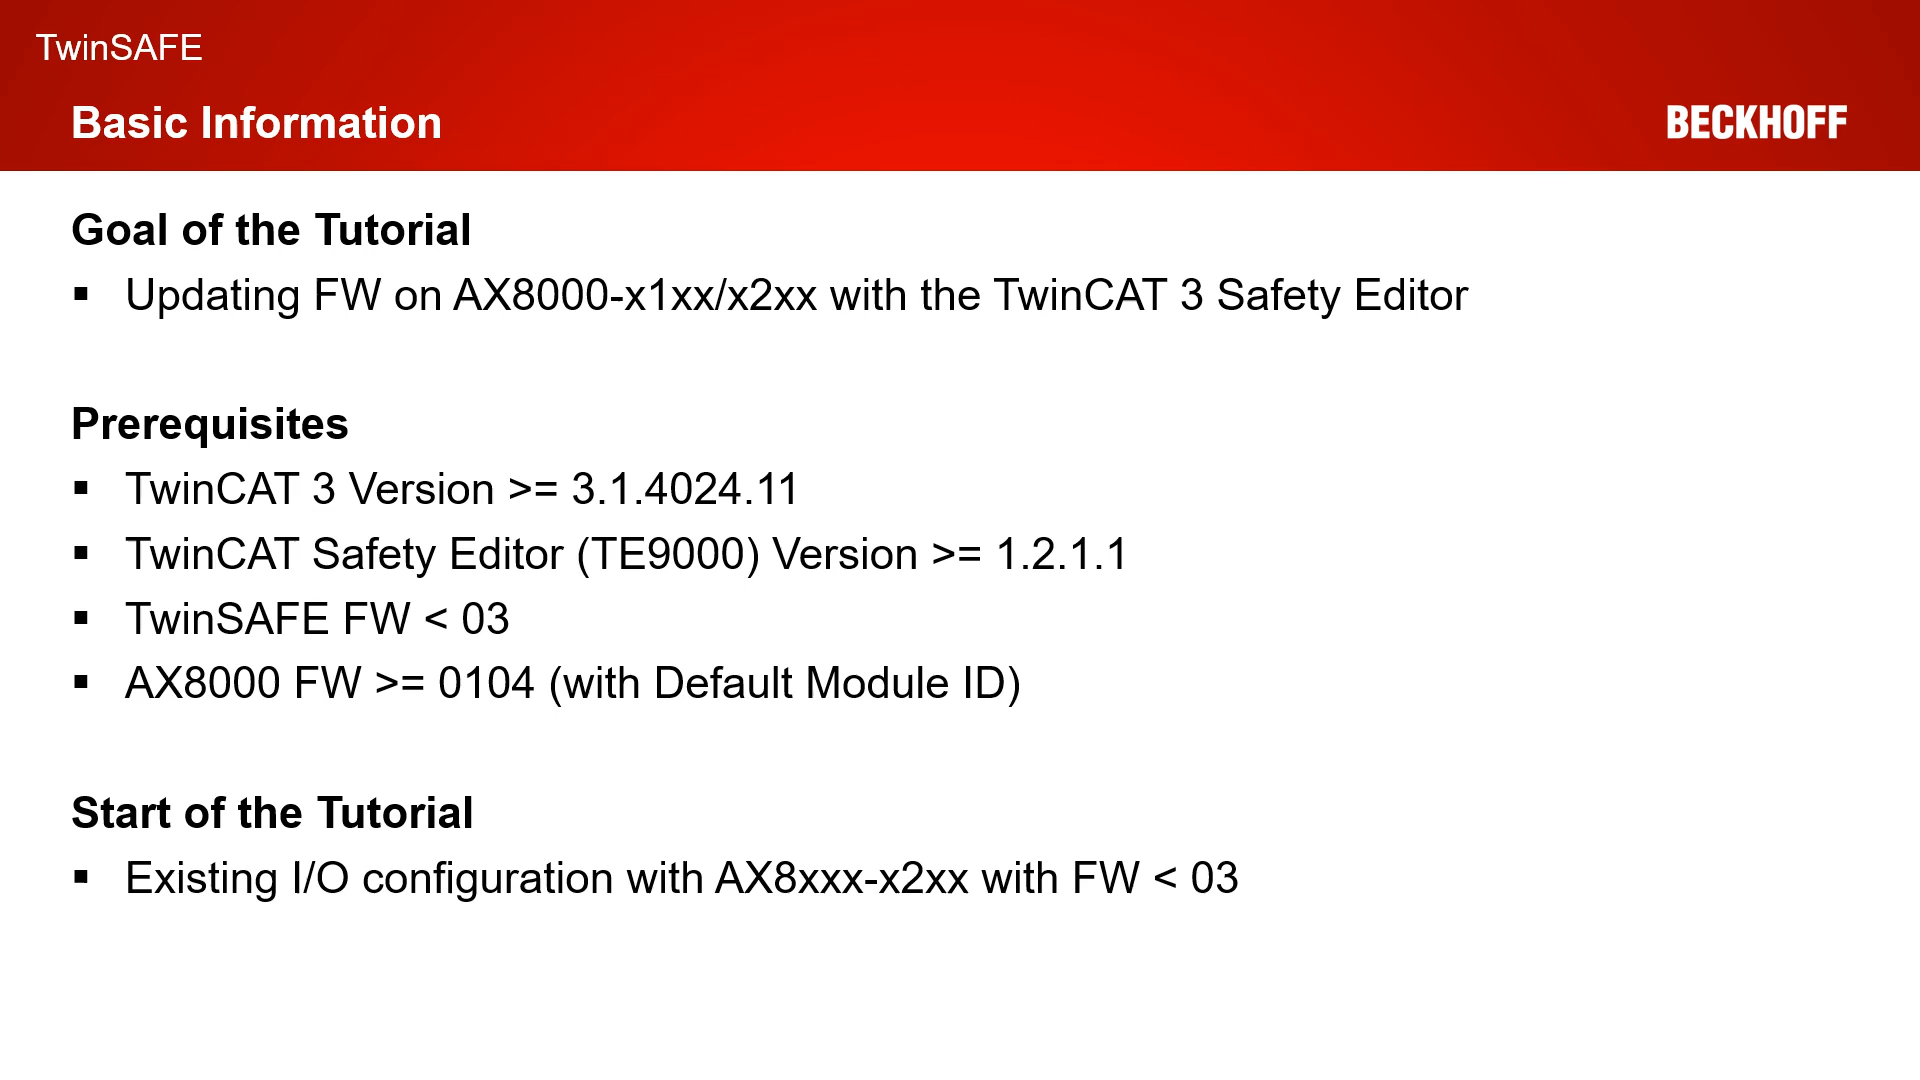 TwinSAFE
Basic Information
BECKHOFF
Goal of the Tutorial
▪ Updating FW on AX8000-x1xx/x2xx with the TwinCAT 3 Safety Editor
Prerequisites
▪ TwinCAT 3 Version >= 3.1.4024.11
▪ TwinCAT Safety Editor (TE9000) Version >= 1.2.1.1
▪ TwinSAFE FW < 03
▪ AX8000 FW >= 0104 (with Default Module ID)
Start of the Tutorial
▪ Existing I/O configuration with AX8xxx-x2xx with FW < 03